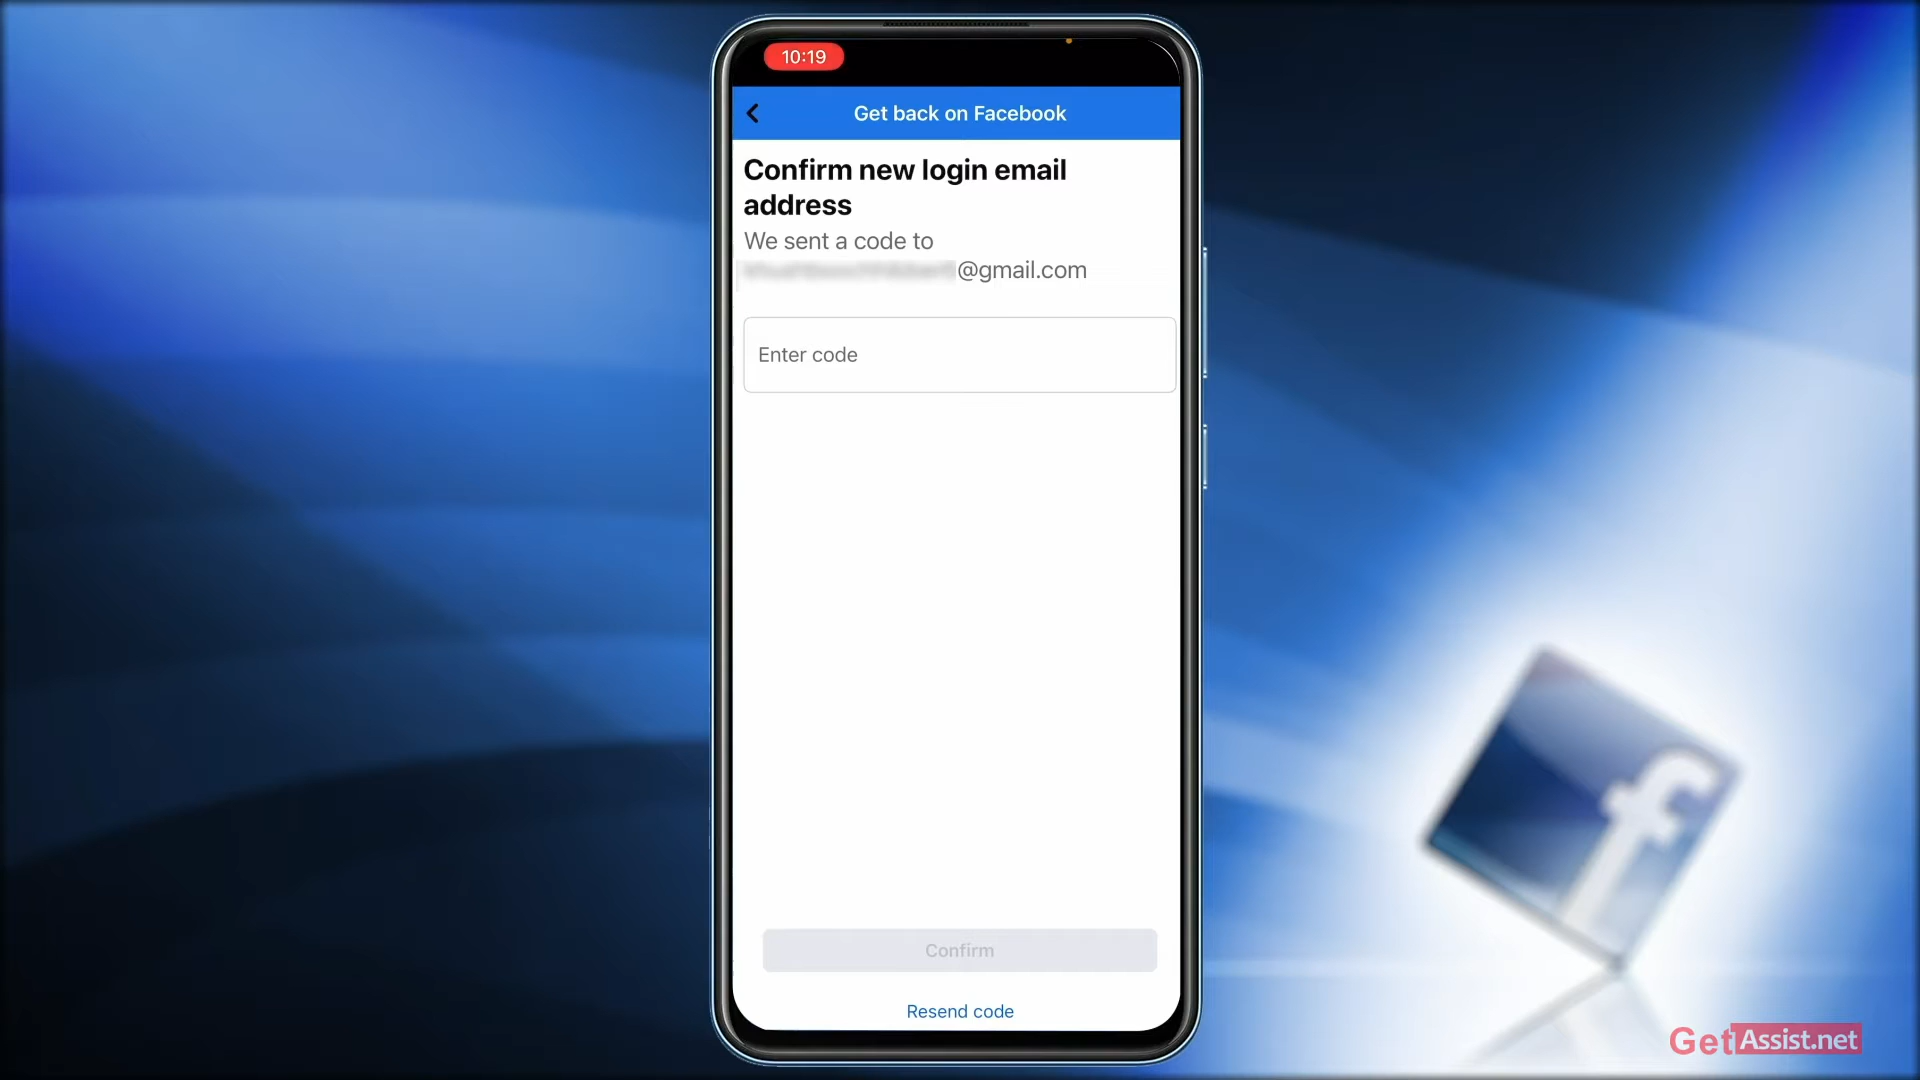 10:19
Get back on Facebook
Confirm new login email
address
We sent a code to
@gmail.com
Enter code
Confirm
Resend code
f
GetAssist.net